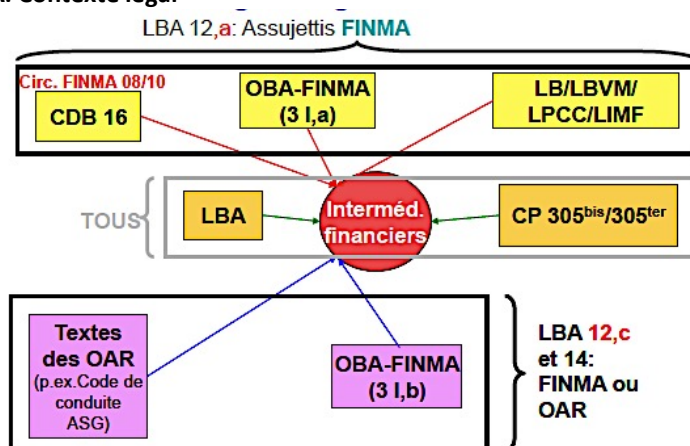 A. Contexte légal
LBA 12,a: Assujettis FINMA
Circ. FINMA 08/10
CDB 16
OBA-FINMA
(3 I,a)
LB/LBVM/
LPCC/LIMF
TOUS
LBA
Interméd.
financiers
CP 305bis/305ter
Textes
des OAR
(p.ex.Code de
conduite
ASG)
OBA-FINMA
(3 I,b)
LBA 12,c
et 14:
FINMA ou
OAR